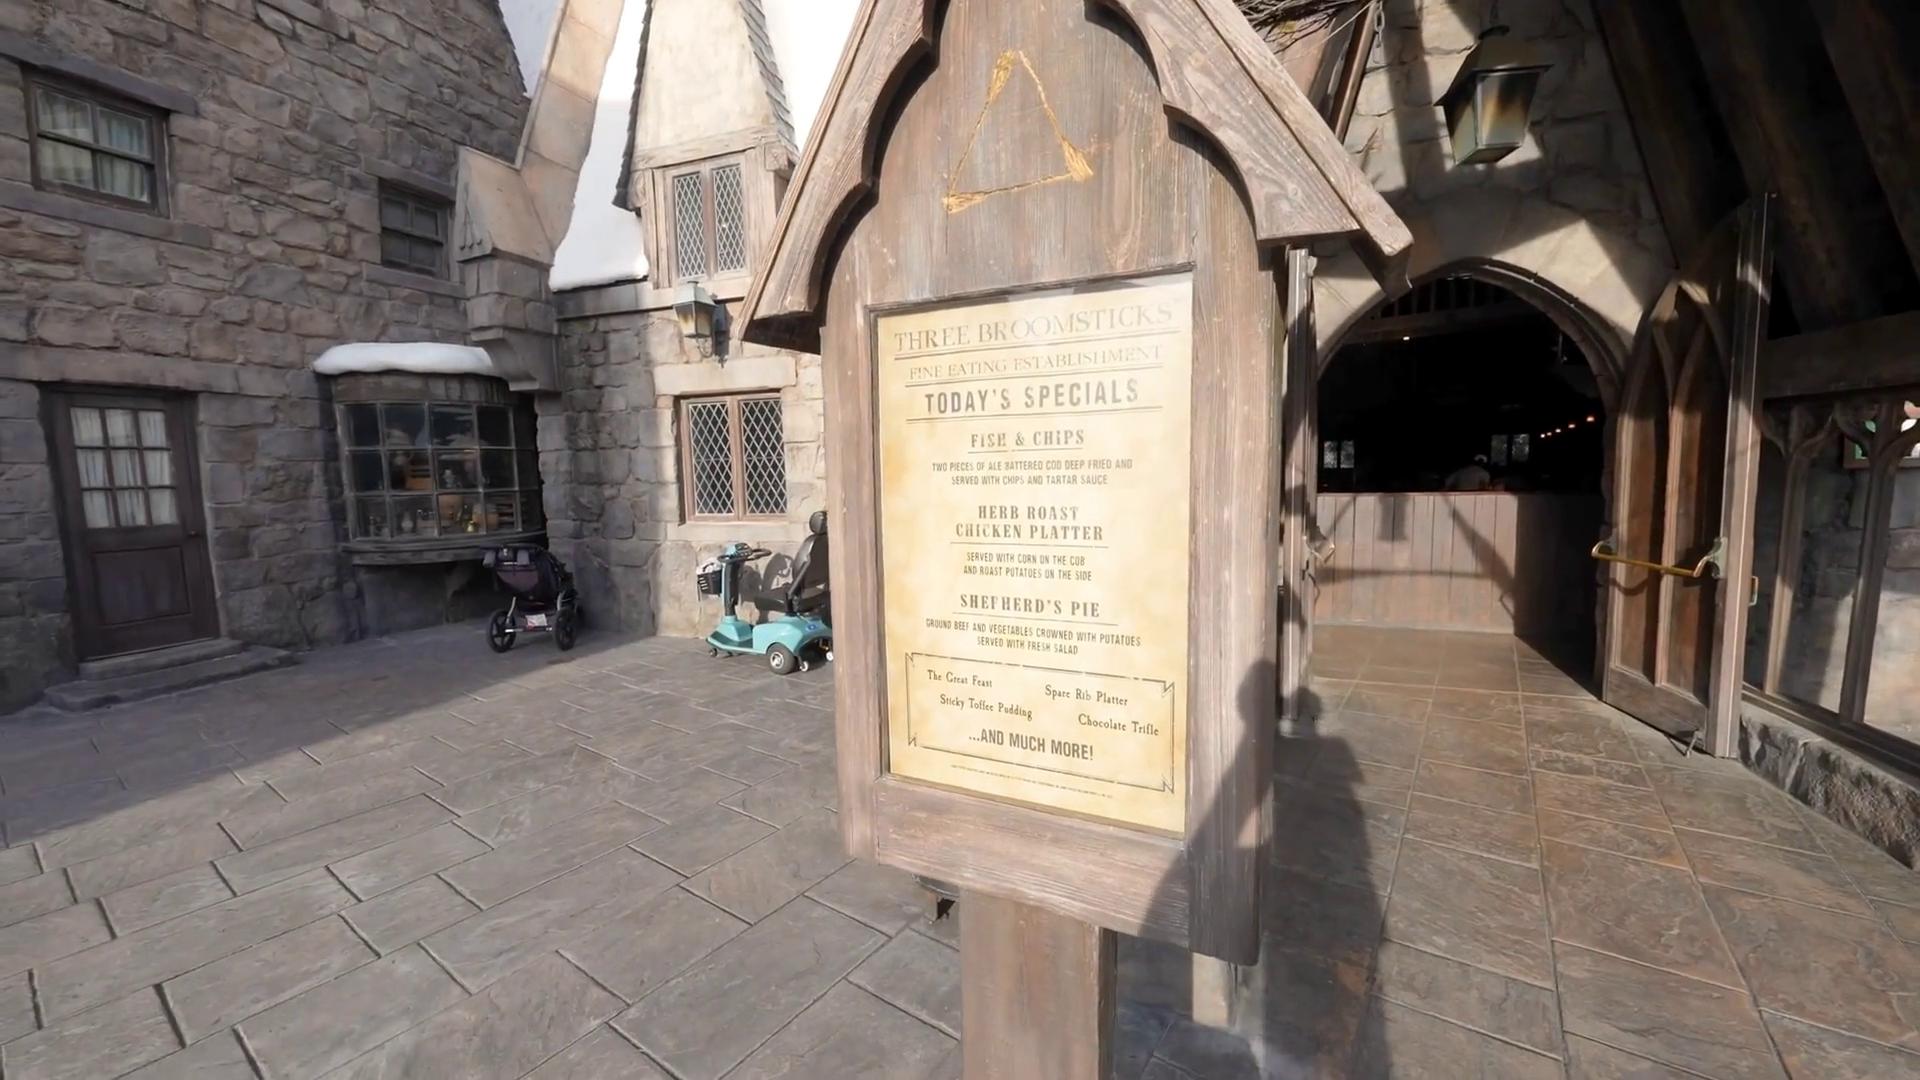 THREE BROOMSTICKS
FINE EATING ESTABLISHMENT
TODAY'S SPECIALS
FISH & CHIPS
TWO PIECES OF ALE BATTERED COD DEEP FRIED AND
SERVED WITH CHIPS AND TARTAR SAUCE
HERB ROAST
CHICKEN PLATTER
SERVED WITH CORN ON THE COB
AND ROAST POTATOES ON THE SIDE
SHEPHERD'S PIE
GROUND BEEF AND VEGETABLES CROWNED WITH POTATOES
SERVED WITH FRESH SALAD
The Great Feast
Spare Rib Platter
Sticky Toffee Pudding
Chocolate Trifle
...AND MUCH MORE!